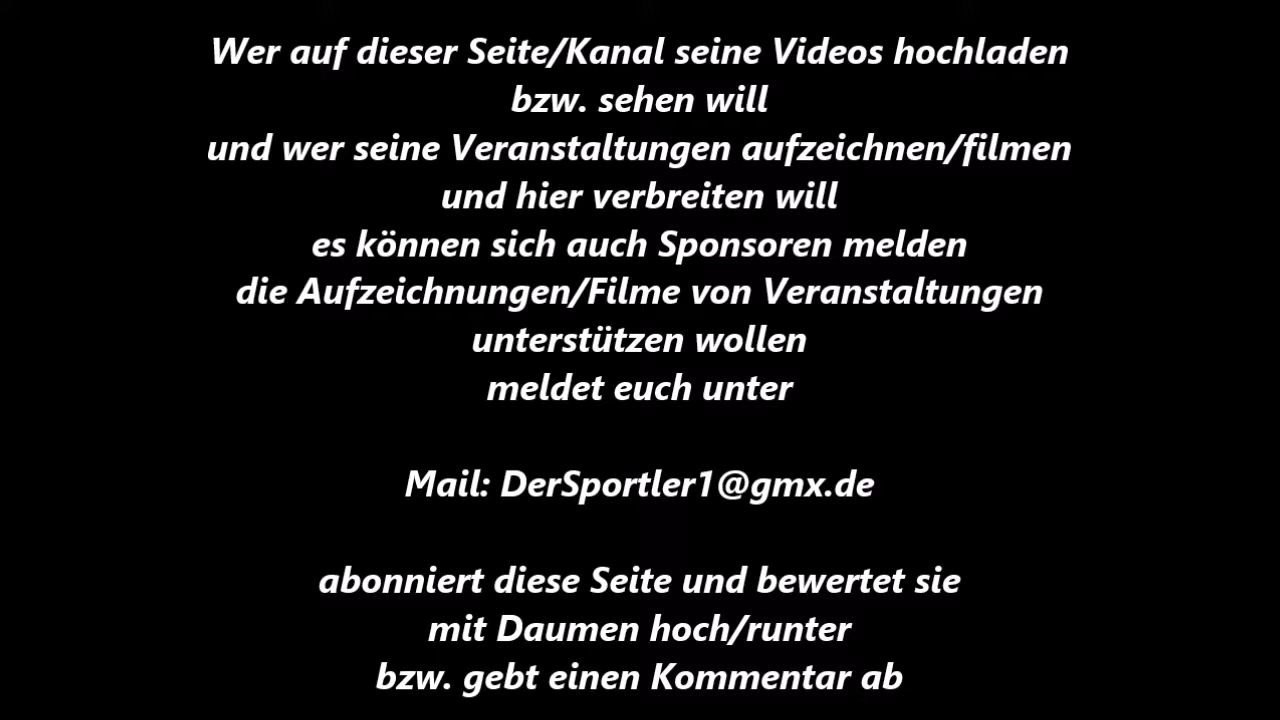 Wer auf dieser Seite/Kanal seine Videos hochladen
bzw. sehen will
und wer seine Veranstaltungen aufzeichnen/filmen
und hier verbreiten will
es können sich auch Sponsoren melden
die Aufzeichnungen/Filme von Veranstaltungen
unterstützen wollen
meldet euch unter
Mail: DerSportler1@gmx.de
abonniert diese Seite und bewertet sie
mit Daumen hoch/runter
bzw. gebt einen Kommentar ab